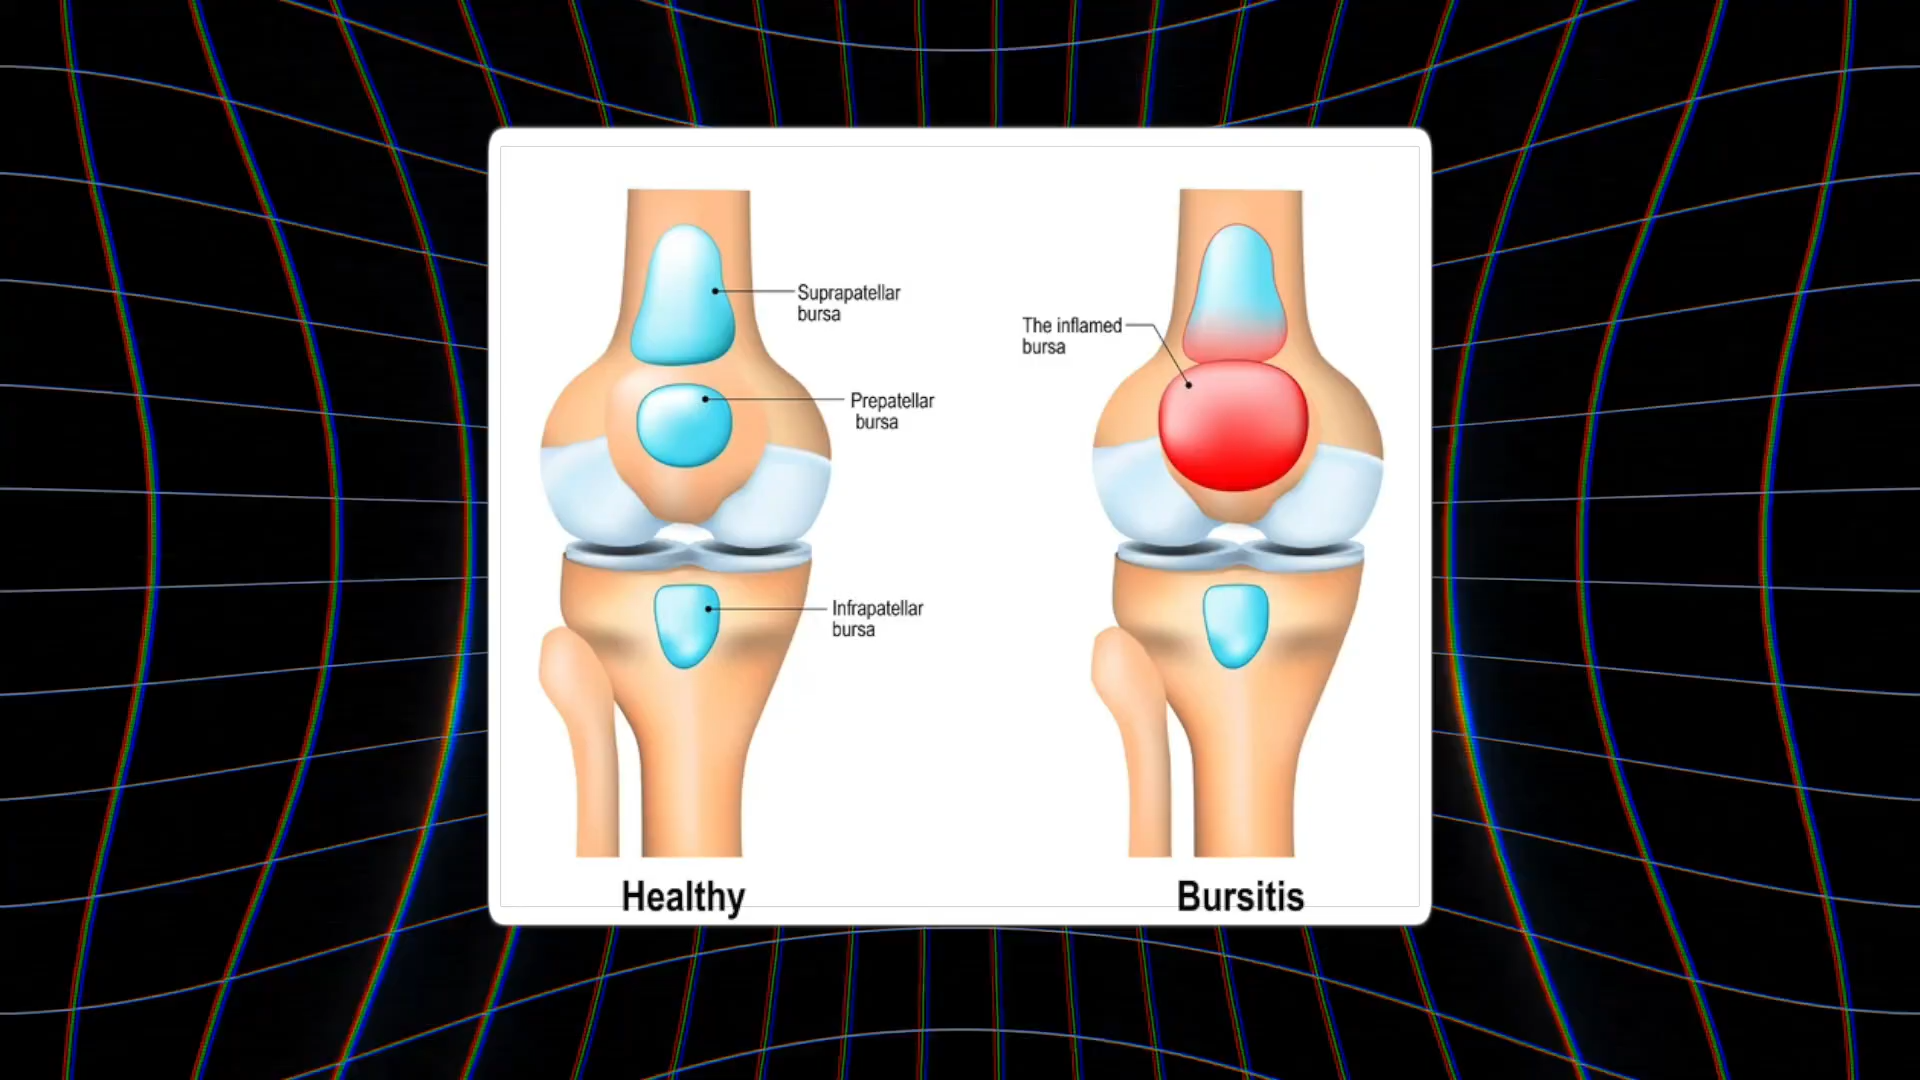 Suprapatellar
bursa
Prepatellar
bursa
Infrapatellar
bursa
Healthy
The inflamed
bursa
Bursitis